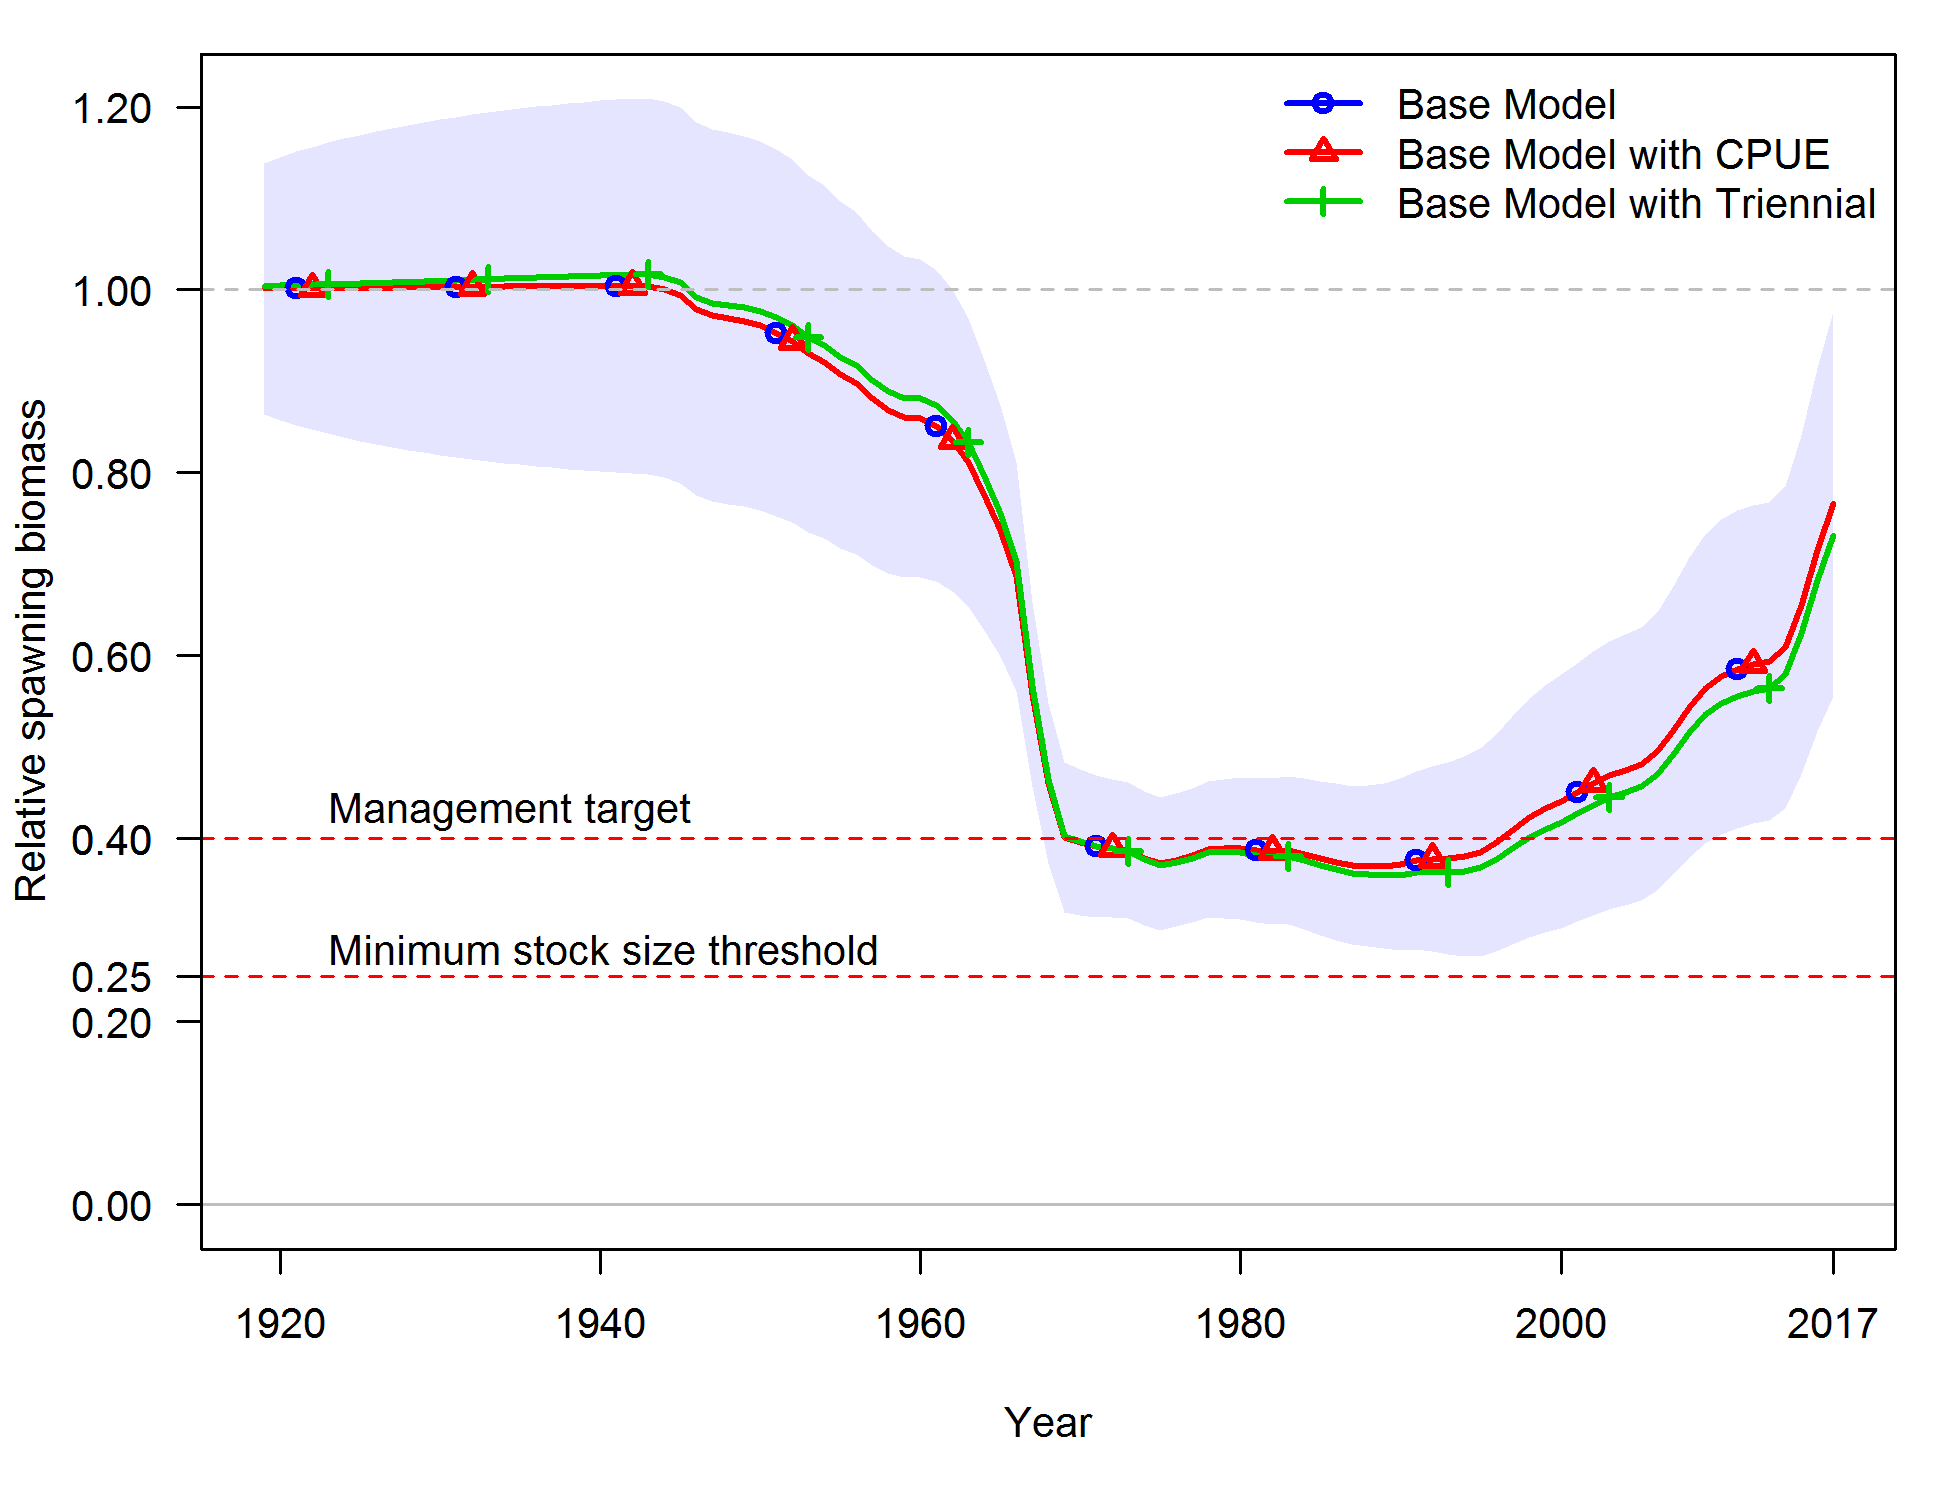 1.20
1.00
0.80
0.60
0.40
0.25
0.20
0.00
Relative spawning biomass
Base Model
Base Model with CPUE
Base Model with Triennial
Management target
Minimum stock size threshold
1920 1940 1960 1980 2000 2017
Year